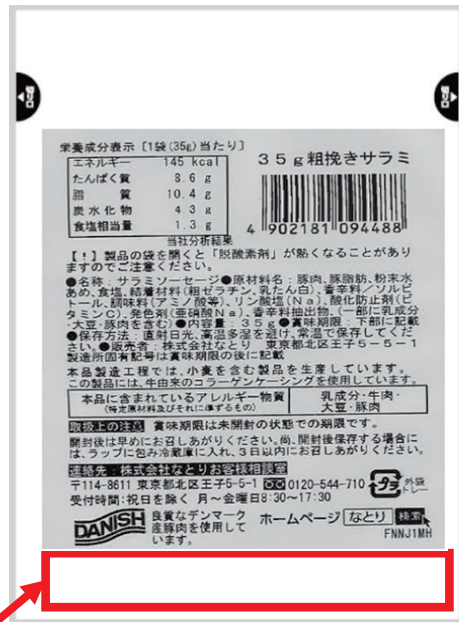 切り口
切り口
栄養成分表示 [1袋(35g)当たり]
エネルギー 145 kcal
たんぱく質 8.6 g
脂質 10.4 g
炭水化物 4.3 g
食塩相当量 1.3 g
当社分析結果
35g粗挽きサラミ
4 902181 094488
【!】製品の袋を開くと「脱酸素剤」が熱くなることがあり
ますのでご注意ください。
●名称:サラミソーセージ●原材料名:豚肉、豚脂肪、粉末水
あめ、食塩、結着材料(粗ゼラチン、乳たん白)、香辛料/ソルビ
トール、調味料(アミノ酸等)、リン酸塩(Na)、酸化防止剤(ビ
タミンC)、発色剤(亜硝酸Na)、香辛料抽出物、(一部に乳成分
・大豆・豚肉を含む)●内容量:35g●賞味期限:下部に記載
●保存方法:直射日光、高温多湿を避け、常温で保存してくだ
さい。●販売者:株式会社なとり 東京都北区王子5-5-1
製造所固有記号は賞味期限の後に記載
本品製造工程では、小麦を含む製品を生産しています。
この製品には、牛由来のコラーゲンケーシングを使用しています。
本品に含まれているアレルギー物質
(特定原材料及びそれに準ずるもの)
乳成分・牛肉・
大豆・豚肉
取扱上の注意 賞味期限は未開封の状態での期限です。
開封後は早めにお召しあがりください。尚、開封後保存する場合に
は、ラップに包み冷蔵庫に入れ、3日以内にお召しあがりください。
連絡先:株式会社なとりお客様相談室
〒114-8611 東京都北区王子5-5-1 0120-544-710
受付時間:祝日を除く 月～金曜日8:30～17:30
プラ 外袋
トレー
DANISH 良質なデンマーク
産豚肉を使用して
います。
ホームページ なとり 検索
FNNJ1MH